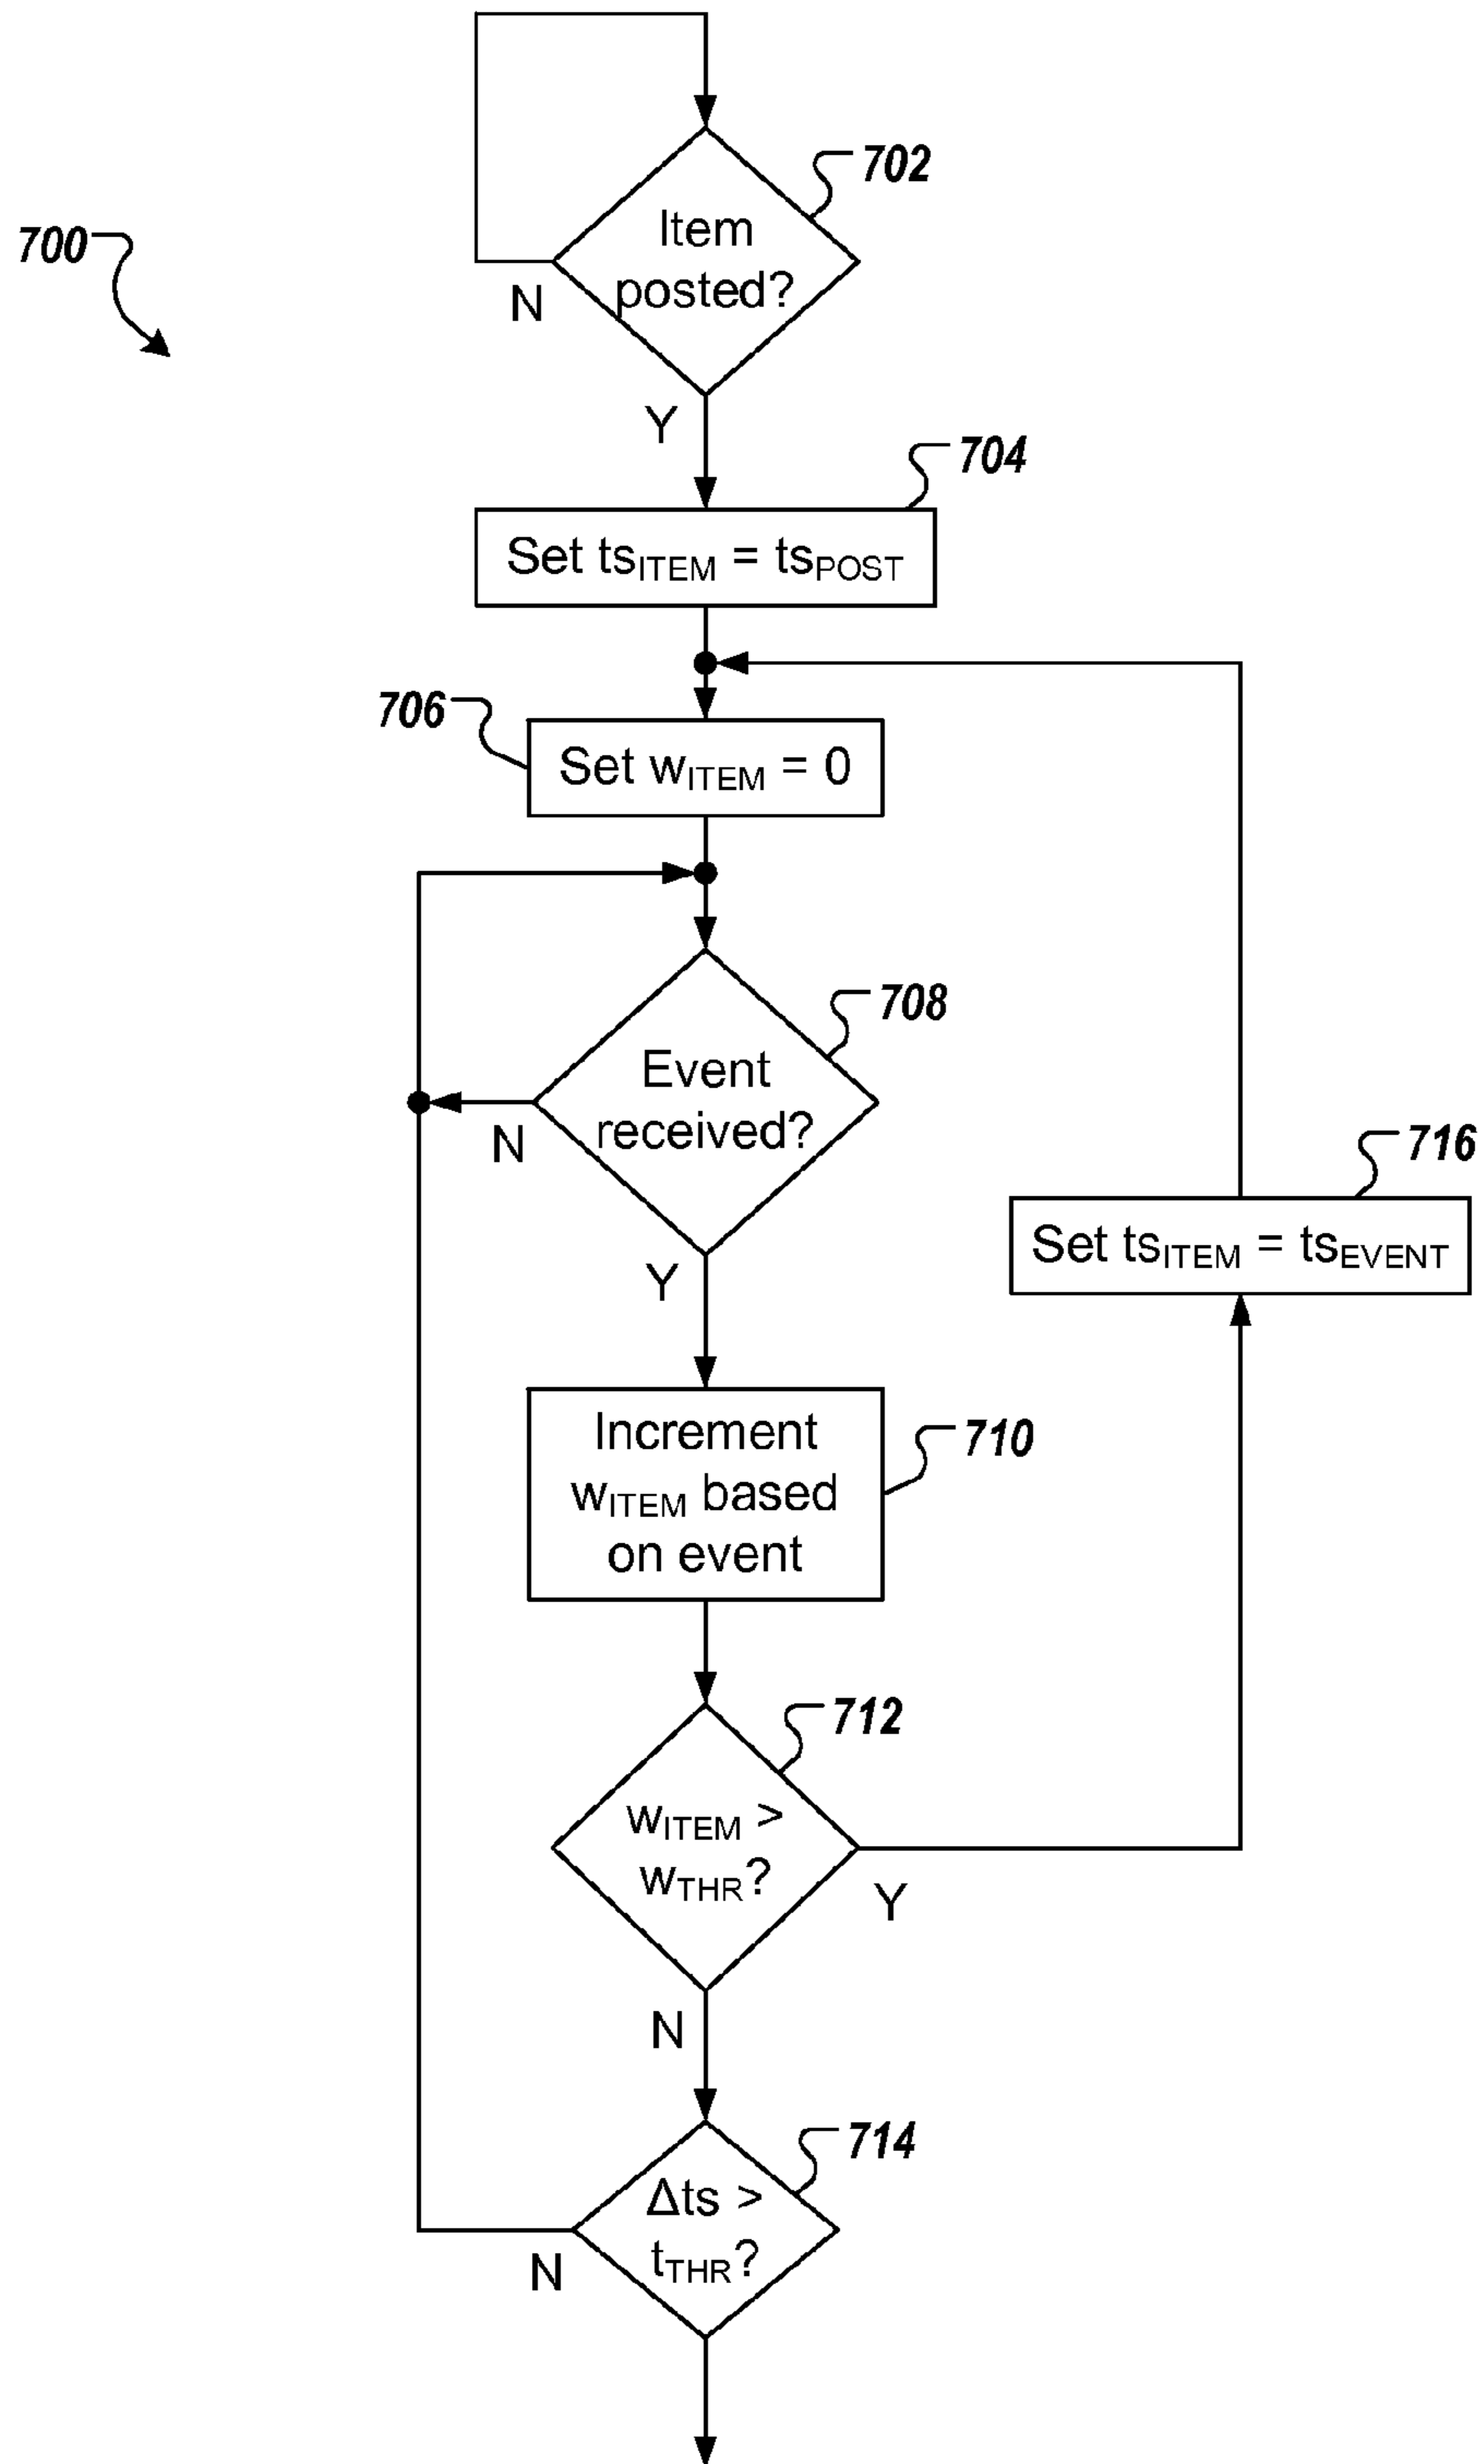 700
702
Item
posted?
N
Y
704
Set tsITEM = tsPOST
706
Set wITEM = 0
708
Event
received?
N
Y
716
Set tsITEM = tsEVENT
710
Increment
wITEM based
on event
712
wITEM >
wTHR?
Y
N
714
Δts >
tTHR?
N